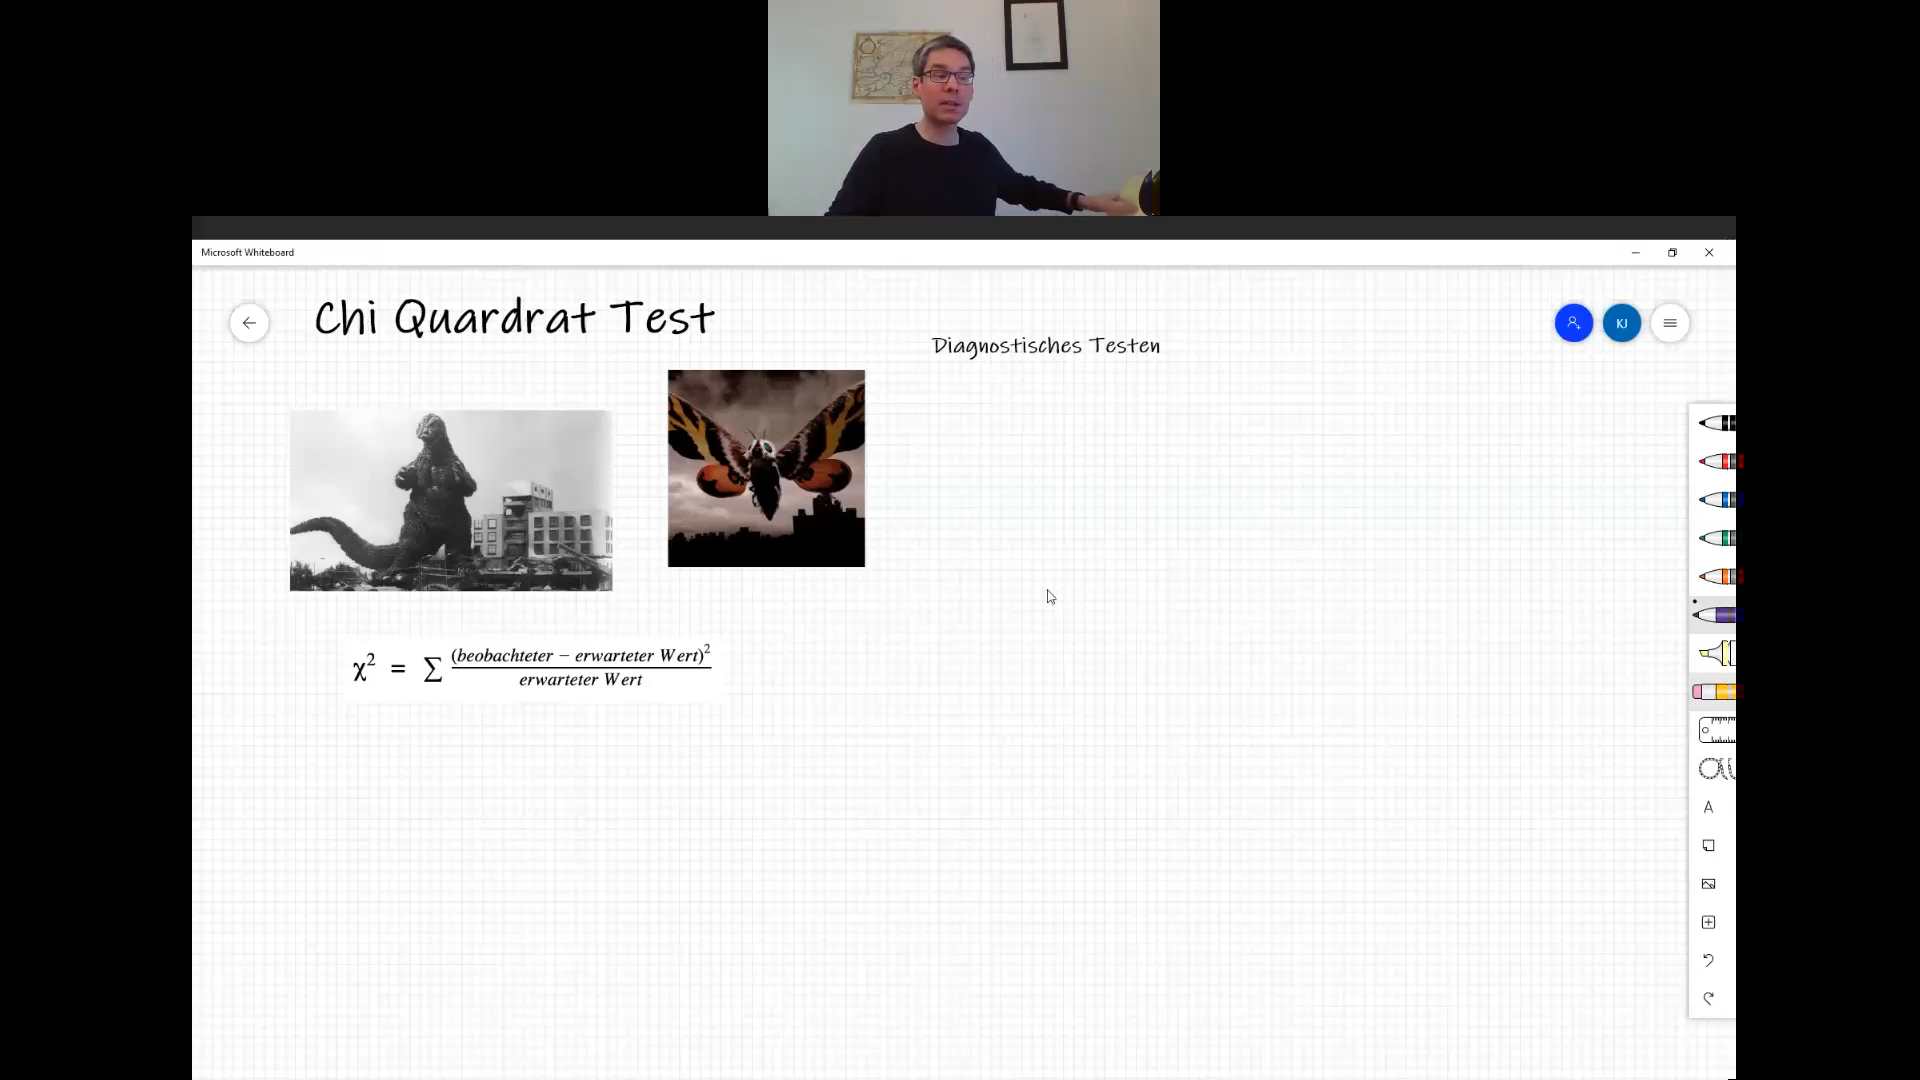 Microsoft Whiteboard
Chi Quardrat Test
Diagnostisches Testen
KJ
χ² = ∑ (beobachteter − erwarteter Wert)² / erwarteter Wert
A